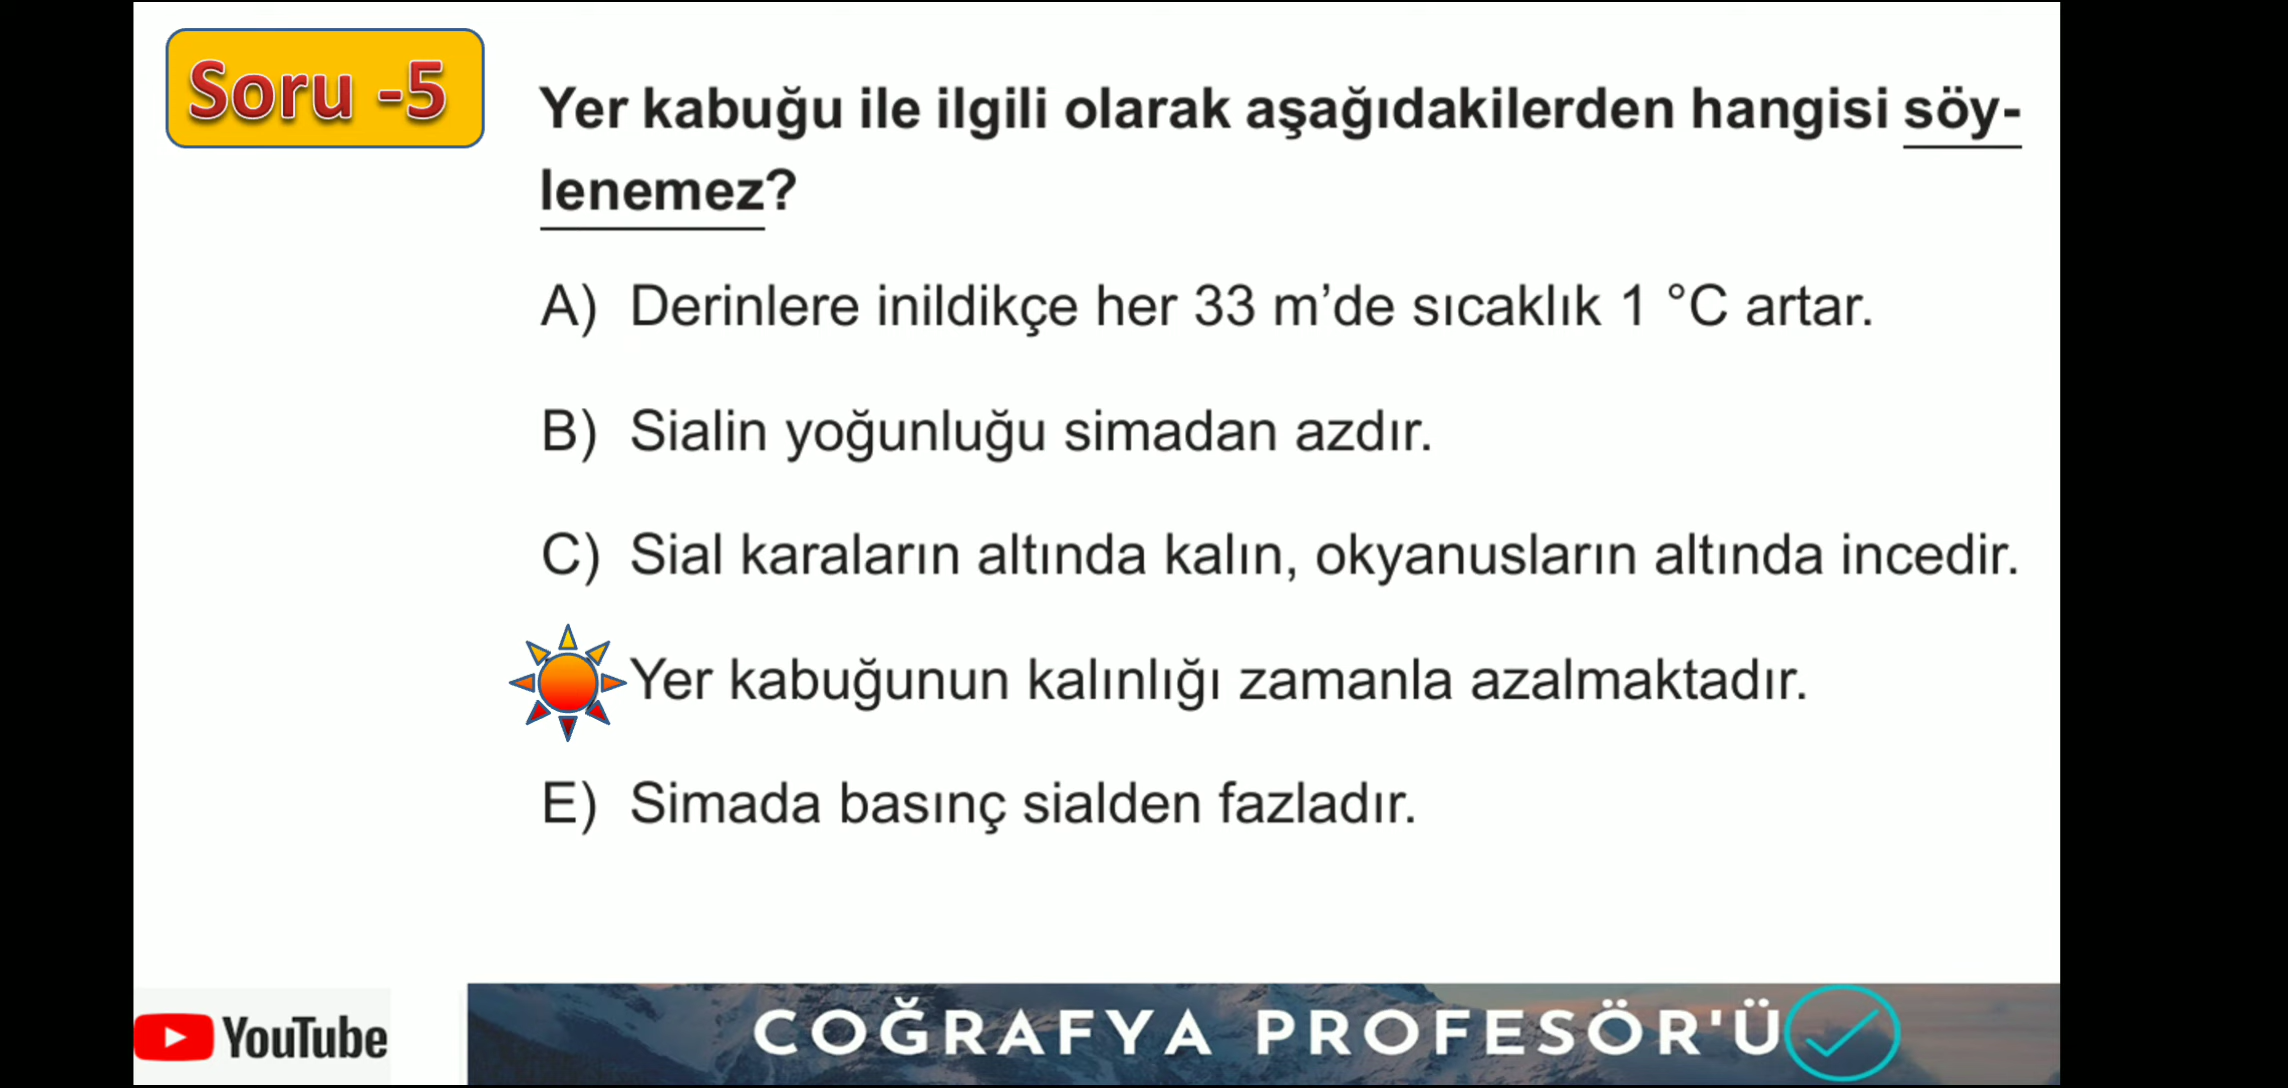 Soru -5
Yer kabuğu ile ilgili olarak aşağıdakilerden hangisi söy-
lenemez?
A) Derinlere inildikçe her 33 m’de sıcaklık 1 °C artar.
B) Sialin yoğunluğu simadan azdır.
C) Sial karaların altında kalın, okyanusların altında incedir.
Yer kabuğunun kalınlığı zamanla azalmaktadır.
E) Simada basınç sialden fazladır.
YouTube
COĞRAFYA PROFESÖR'Ü